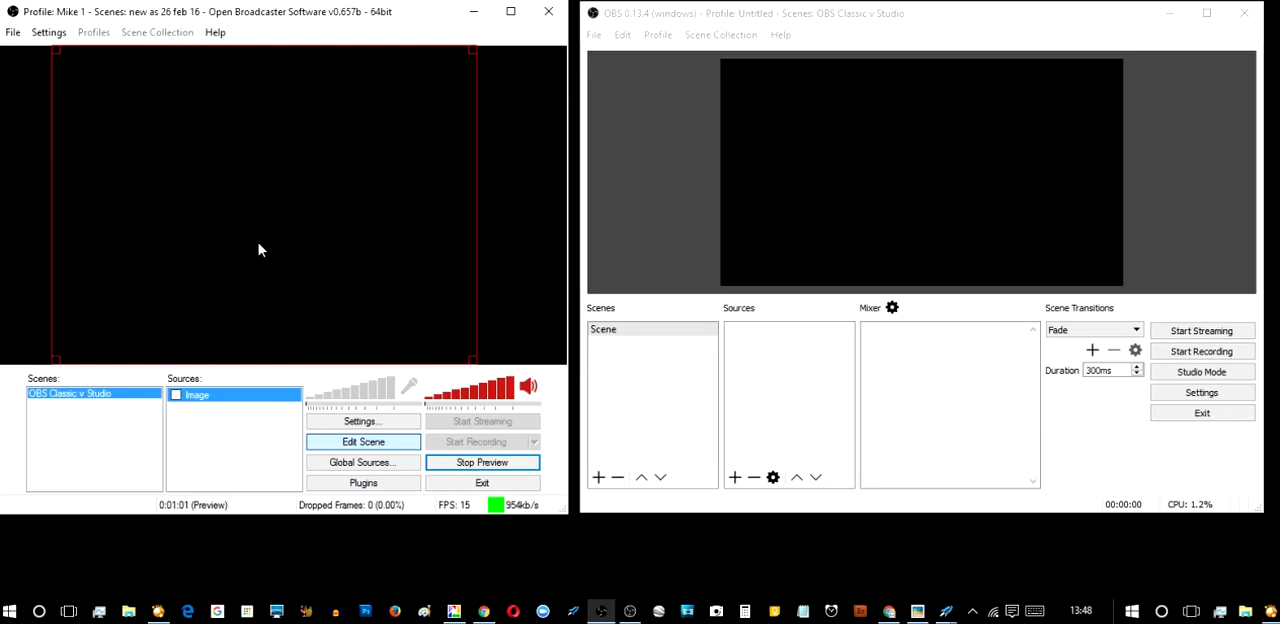 Profile: Mike 1 - Scenes: new as 26 feb 16 - Open Broadcaster Software v0.657b - 64bit
File Settings Profiles Scene Collection Help
Scenes:
OBS Classic v Studio
Sources:
Image
Settings...
Start Streaming
Edit Scene
Start Recording
Global Sources...
Stop Preview
Plugins
Exit
0:01:01 (Preview)
Dropped Frames: 0 (0.00%)
FPS: 15
954kb/s
OBS 0.13.4 (windows) - Profile: Untitled - Scenes: OBS Classic v Studio
File Edit Profile Scene Collection Help
Scenes
Scene
Sources
Mixer
Scene Transitions
Fade
Duration 300ms
Start Streaming
Start Recording
Studio Mode
Settings
Exit
00:00:00
CPU: 1.2%
13:48